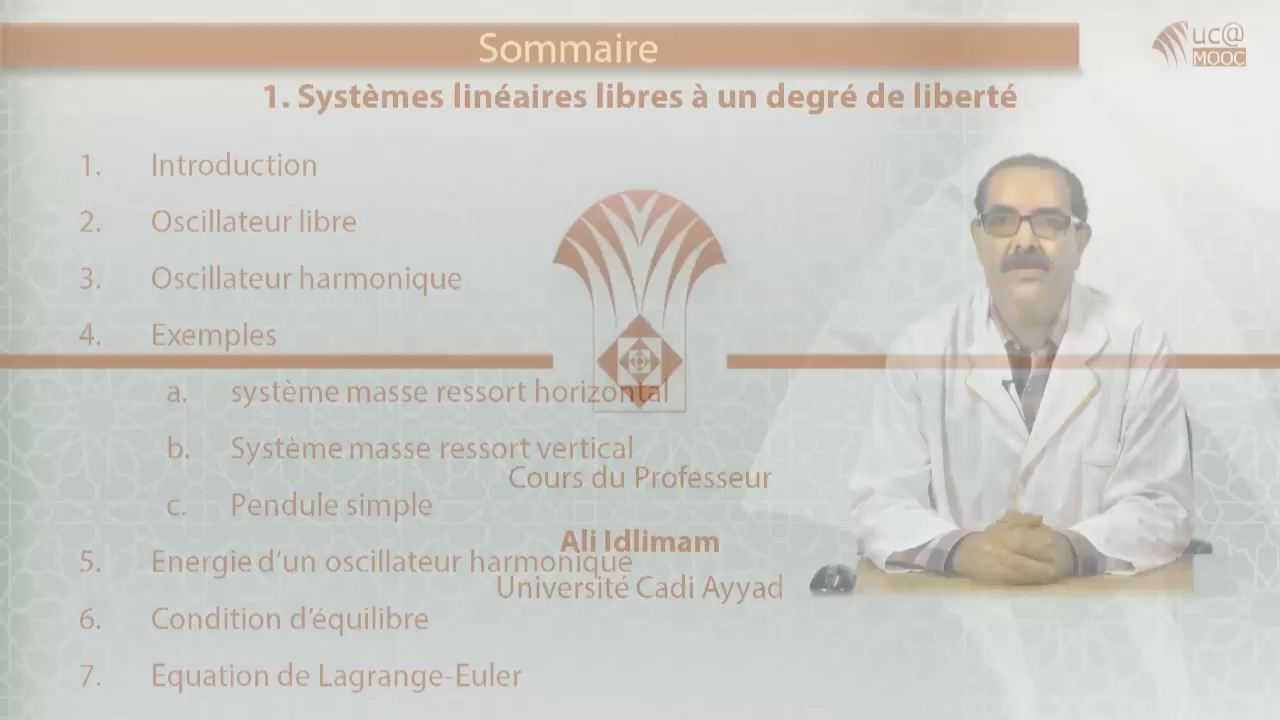 Sommaire
uc@
MOOC
1. Systèmes linéaires libres à un degré de liberté
1. Introduction
2. Oscillateur libre
3. Oscillateur harmonique
4. Exemples
a. système masse ressort horizontal
b. Système masse ressort vertical
Cours du Professeur
c. Pendule simple
Ali Idlimam
5. Energie d'un oscillateur harmonique
Université Cadi Ayyad
6. Condition d'équilibre
7. Equation de Lagrange-Euler